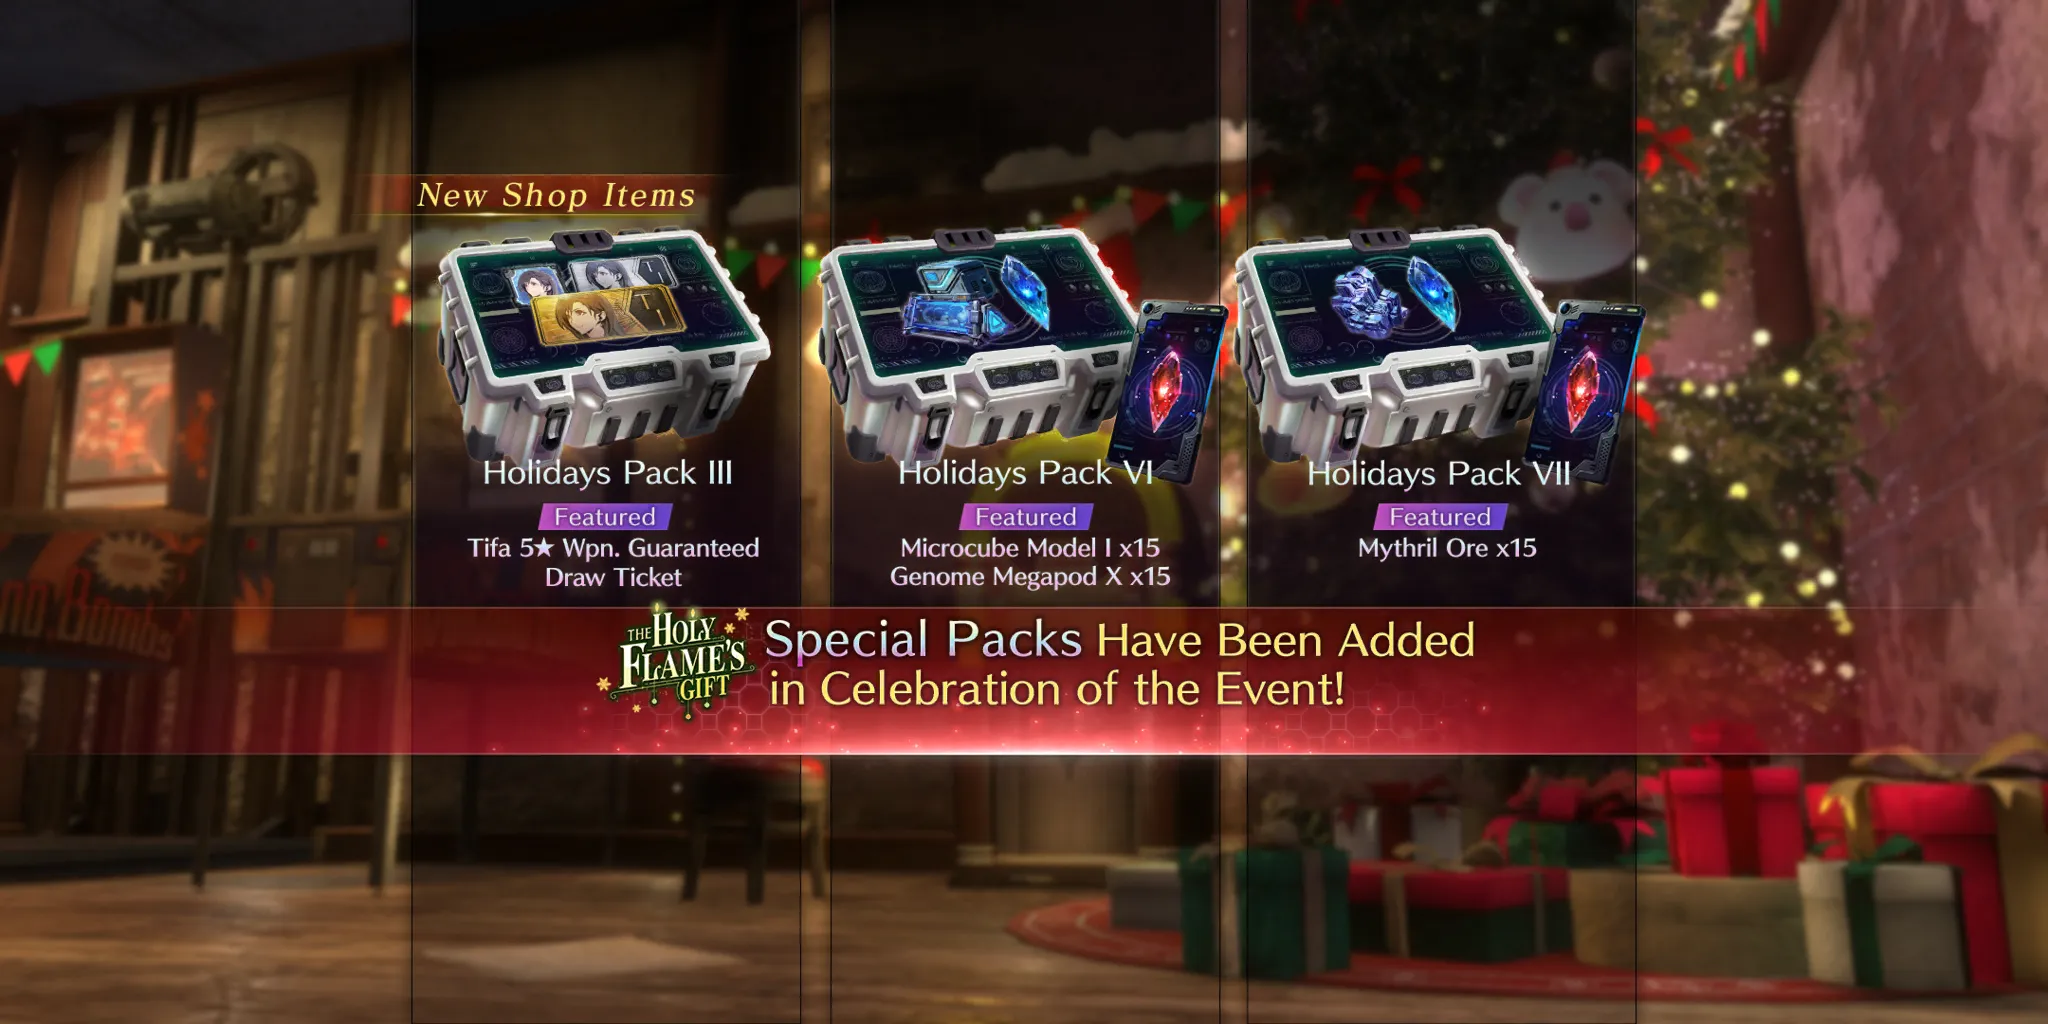 New Shop Items
Holidays Pack III
Featured
Tifa 5★ Wpn. Guaranteed
Draw Ticket
Holidays Pack VI
Featured
Microcube Model I x15
Genome Megapod X x15
Holidays Pack VII
Featured
Mythril Ore x15
THE HOLY
FLAME'S
GIFT
Special Packs Have Been Added
in Celebration of the Event!
Bombs